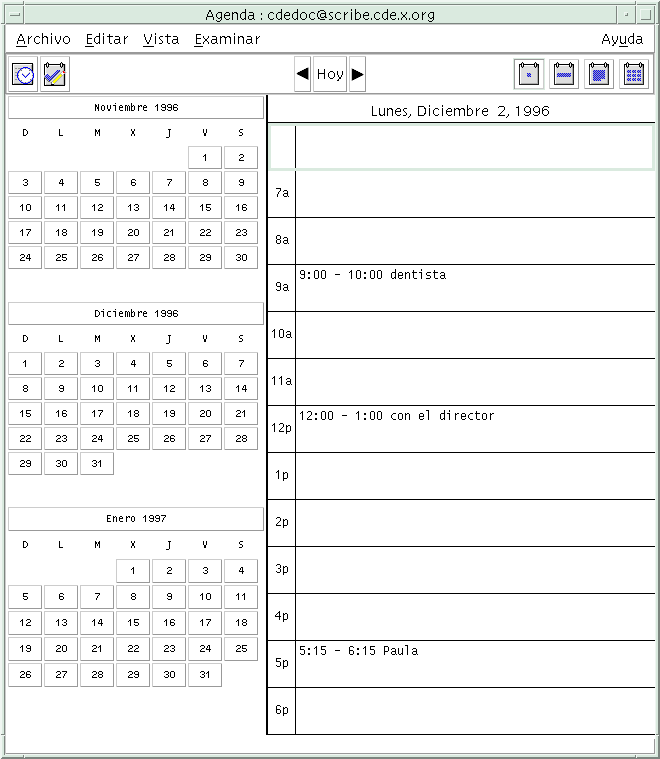 Agenda : cdedoc@scribe.cde.x.org
Archivo Editar Vista Examinar Ayuda
Hoy
Noviembre 1996
D L M X J V S
1 2
3 4 5 6 7 8 9
10 11 12 13 14 15 16
17 18 19 20 21 22 23
24 25 26 27 28 29 30
Diciembre 1996
D L M X J V S
1 2 3 4 5 6 7
8 9 10 11 12 13 14
15 16 17 18 19 20 21
22 23 24 25 26 27 28
29 30 31
Enero 1997
D L M X J V S
1 2 3 4
5 6 7 8 9 10 11
12 13 14 15 16 17 18
19 20 21 22 23 24 25
26 27 28 29 30 31
Lunes, Diciembre 2, 1996
7a
8a
9a 9:00 - 10:00 dentista
10a
11a
12p 12:00 - 1:00 con el director
1p
2p
3p
4p
5p 5:15 - 6:15 Paula
6p